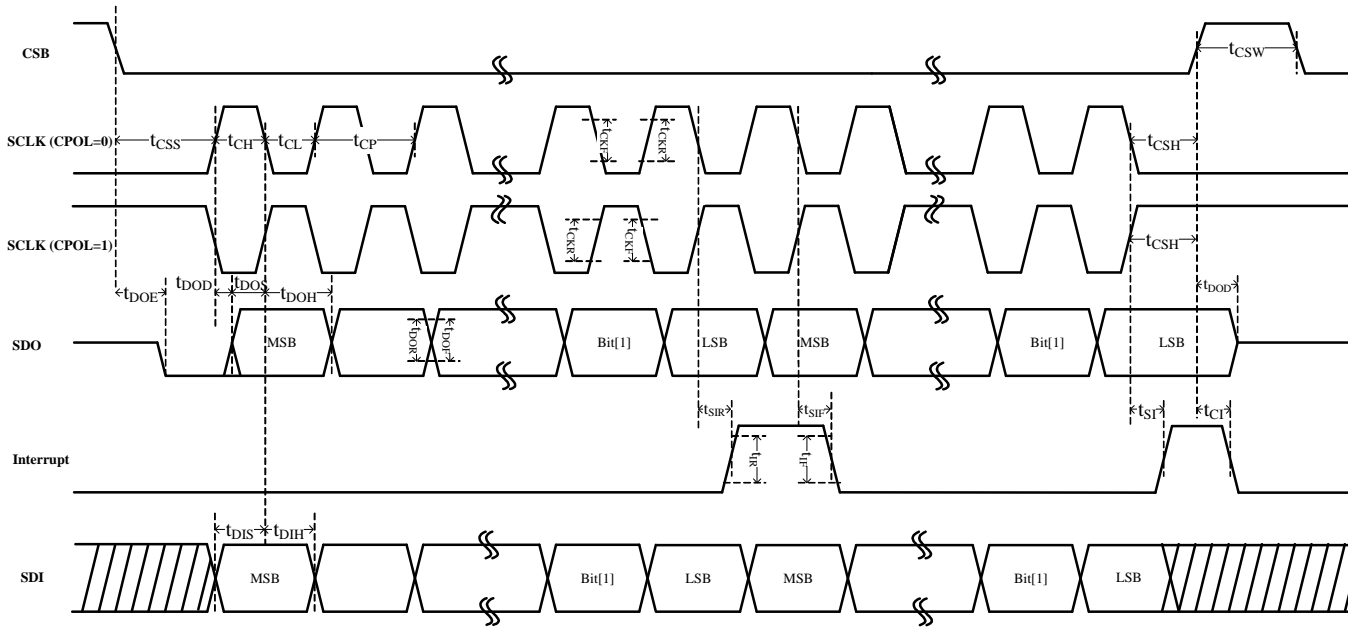 CSB
tCSW
SCLK (CPOL=0)
tCSS
tCH
tCL
tCP
tCKF
tCKR
tCSH
SCLK (CPOL=1)
tCKR
tCKF
tCSH
tDOE
tDOD
tDOS
tDOH
tDOD
SDO
MSB
tDOR
tDOF
Bit[1]
LSB
MSB
Bit[1]
LSB
tSIR
tSIF
tSI
tCI
Interrupt
tIR
tIF
tDIS
tDIH
SDI
MSB
Bit[1]
LSB
MSB
Bit[1]
LSB